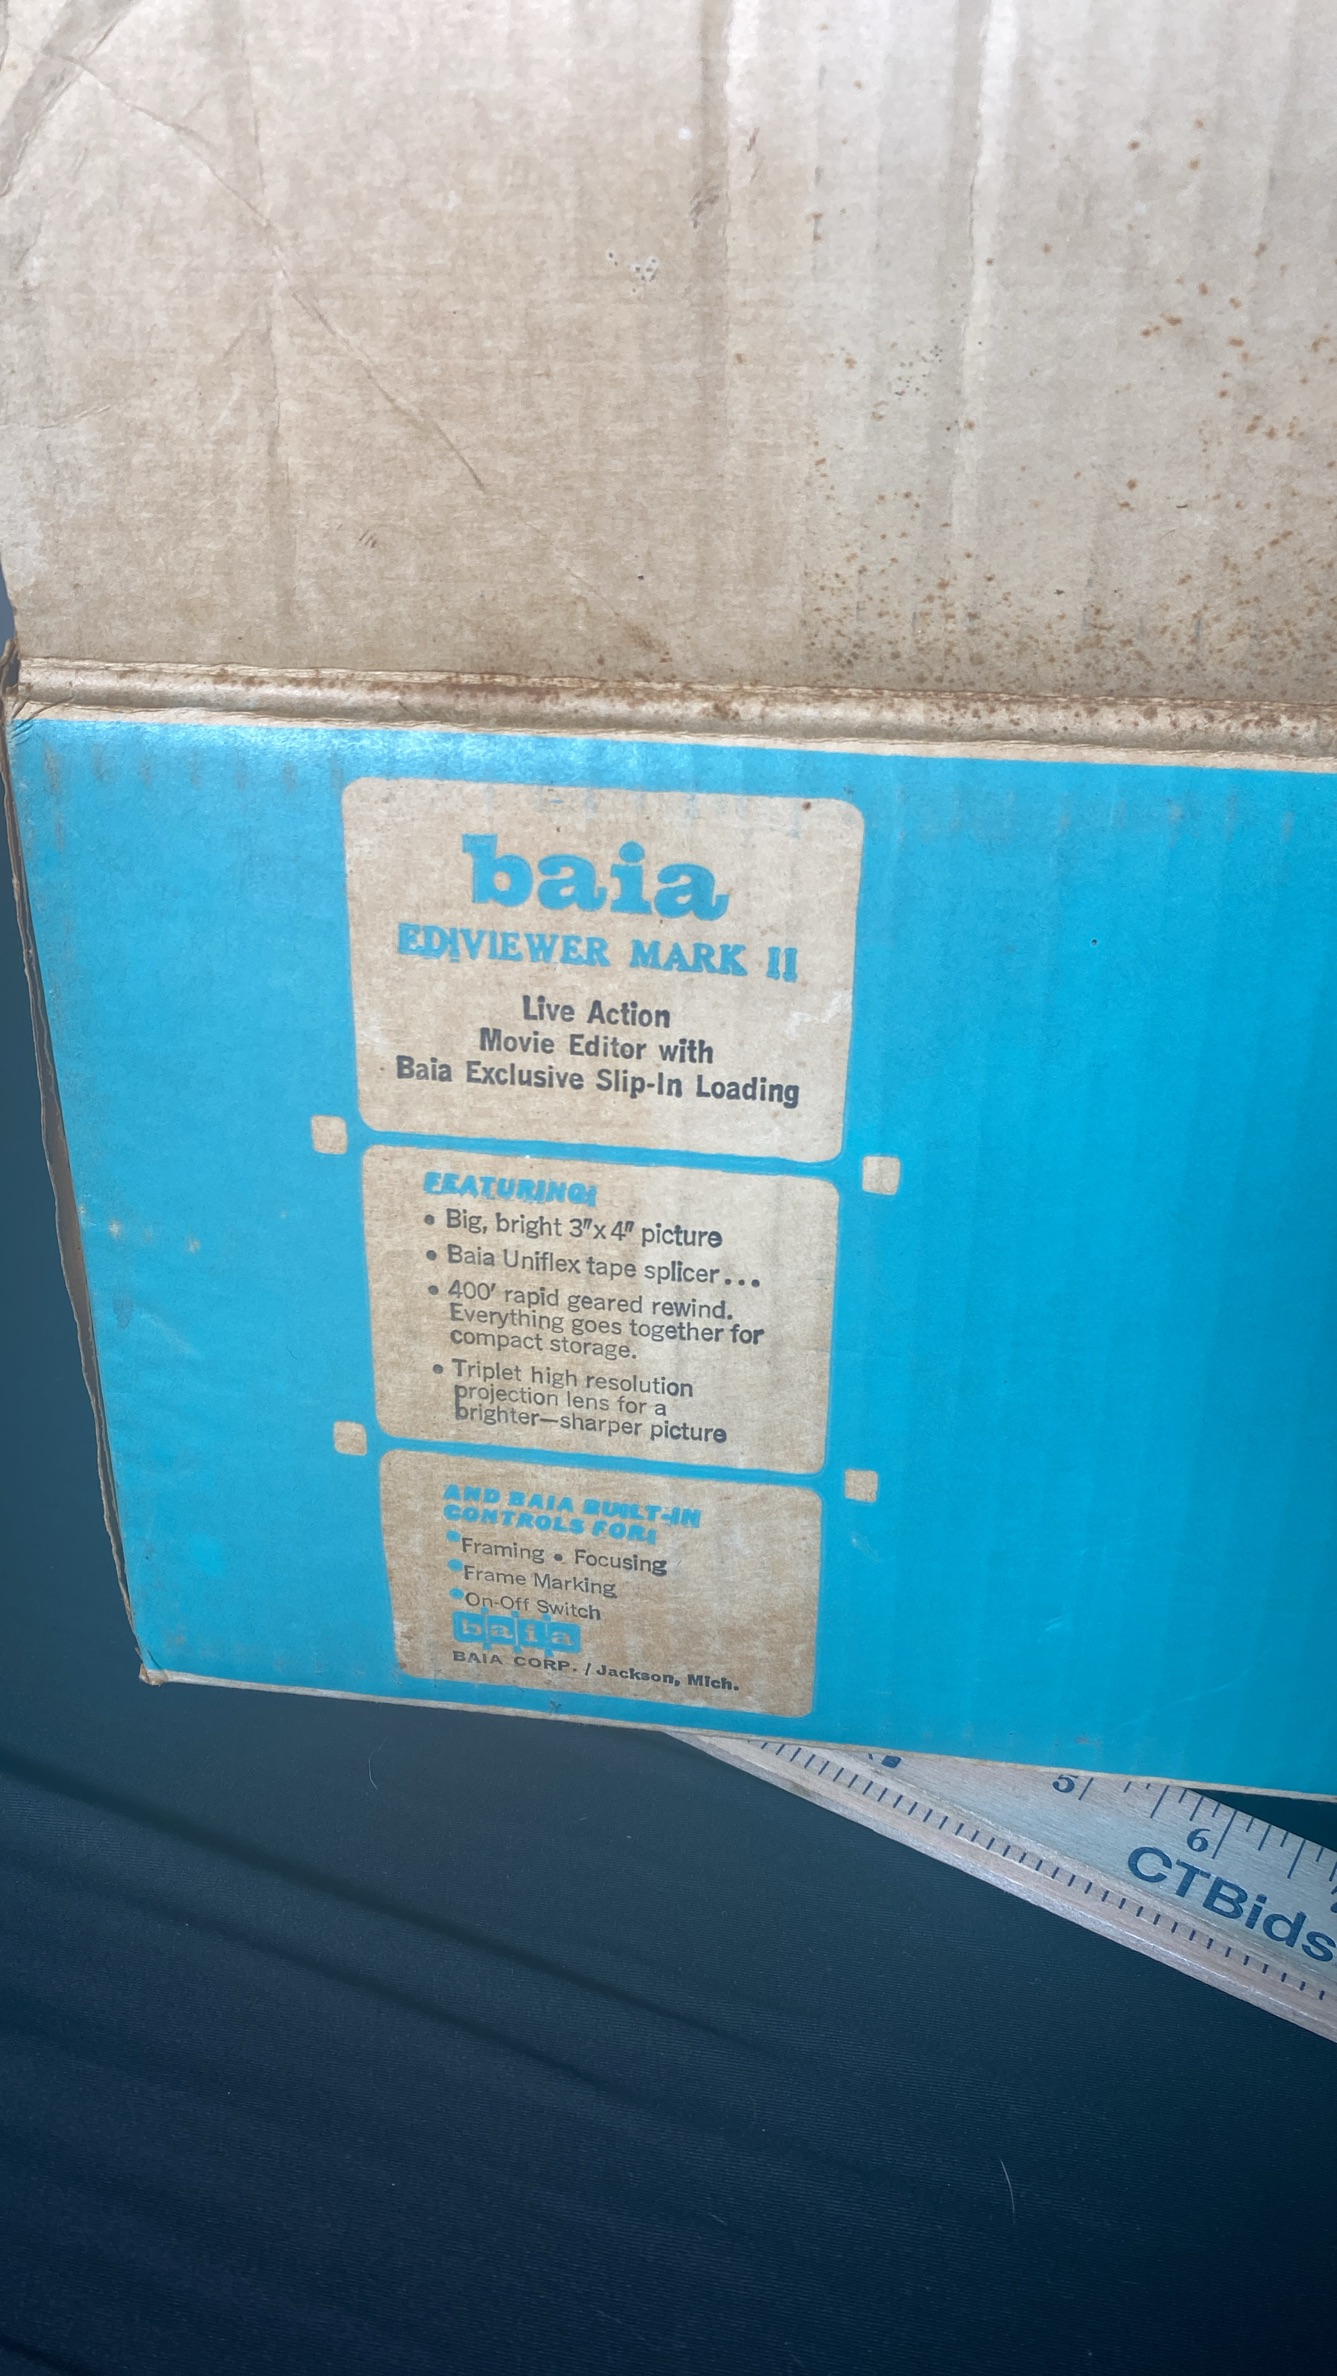 baia
EDIVIEWER MARK II
Live Action
Movie Editor with
Baia Exclusive Slip-In Loading
FEATURING:
• Big, bright 3"x4" picture
• Baia Uniflex tape splicer...
• 400' rapid geared rewind.
Everything goes together for
compact storage.
• Triplet high resolution
projection lens for a
brighter—sharper picture
AND BAIA BUILT-IN
CONTROLS FOR:
•Framing • Focusing
•Frame Marking
•On-Off Switch
baia
BAIA CORP. / Jackson, Mich.
5
6
CTBids